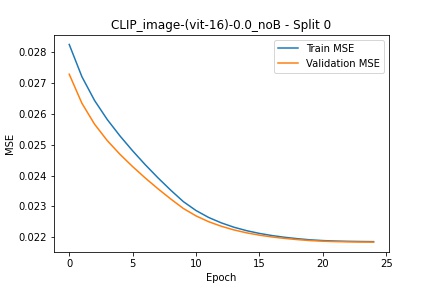 CLIP_image-(vit-16)-0.0_noB - Split 0
Train MSE
Validation MSE
0.028
0.027
0.026
0.025
0.024
0.023
0.022
MSE
0 5 10 15 20 25
Epoch